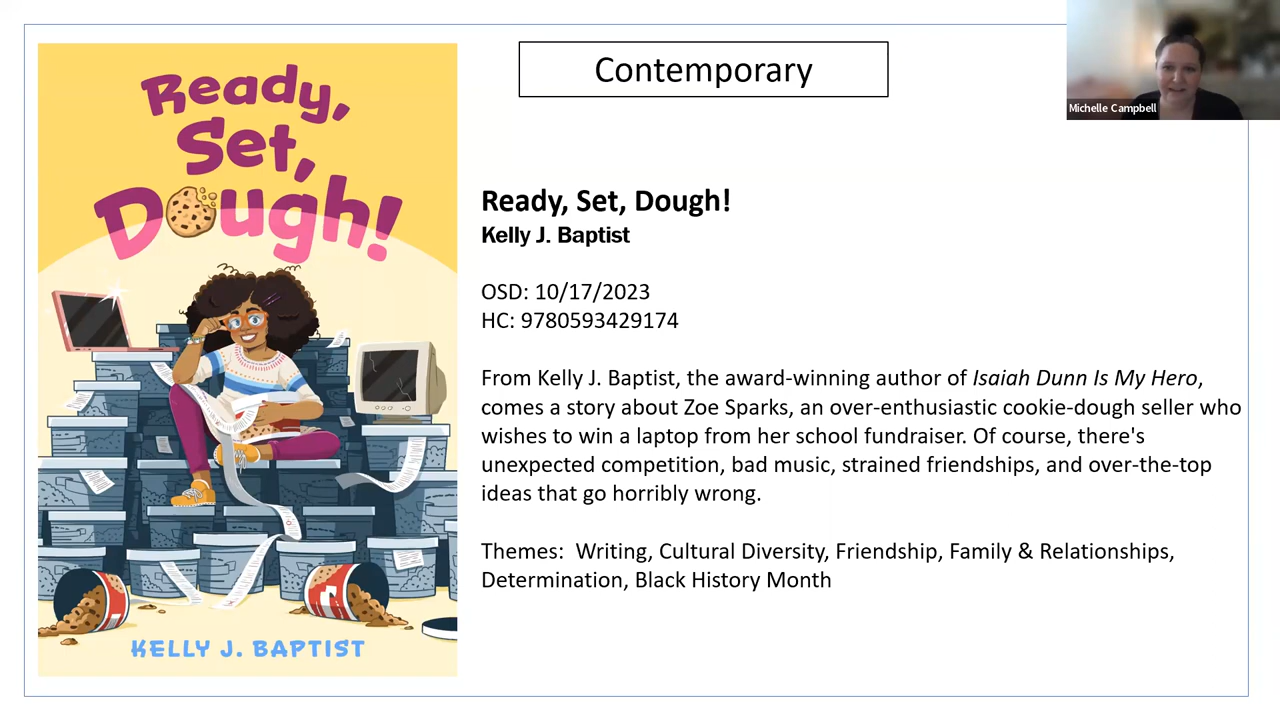 Ready,
Set,
Dough!
KELLY J. BAPTIST
Contemporary
Michelle Campbell
Ready, Set, Dough!
Kelly J. Baptist
OSD: 10/17/2023
HC: 9780593429174
From Kelly J. Baptist, the award-winning author of Isaiah Dunn Is My Hero,
comes a story about Zoe Sparks, an over-enthusiastic cookie-dough seller who
wishes to win a laptop from her school fundraiser. Of course, there's
unexpected competition, bad music, strained friendships, and over-the-top
ideas that go horribly wrong.
Themes:  Writing, Cultural Diversity, Friendship, Family & Relationships,
Determination, Black History Month